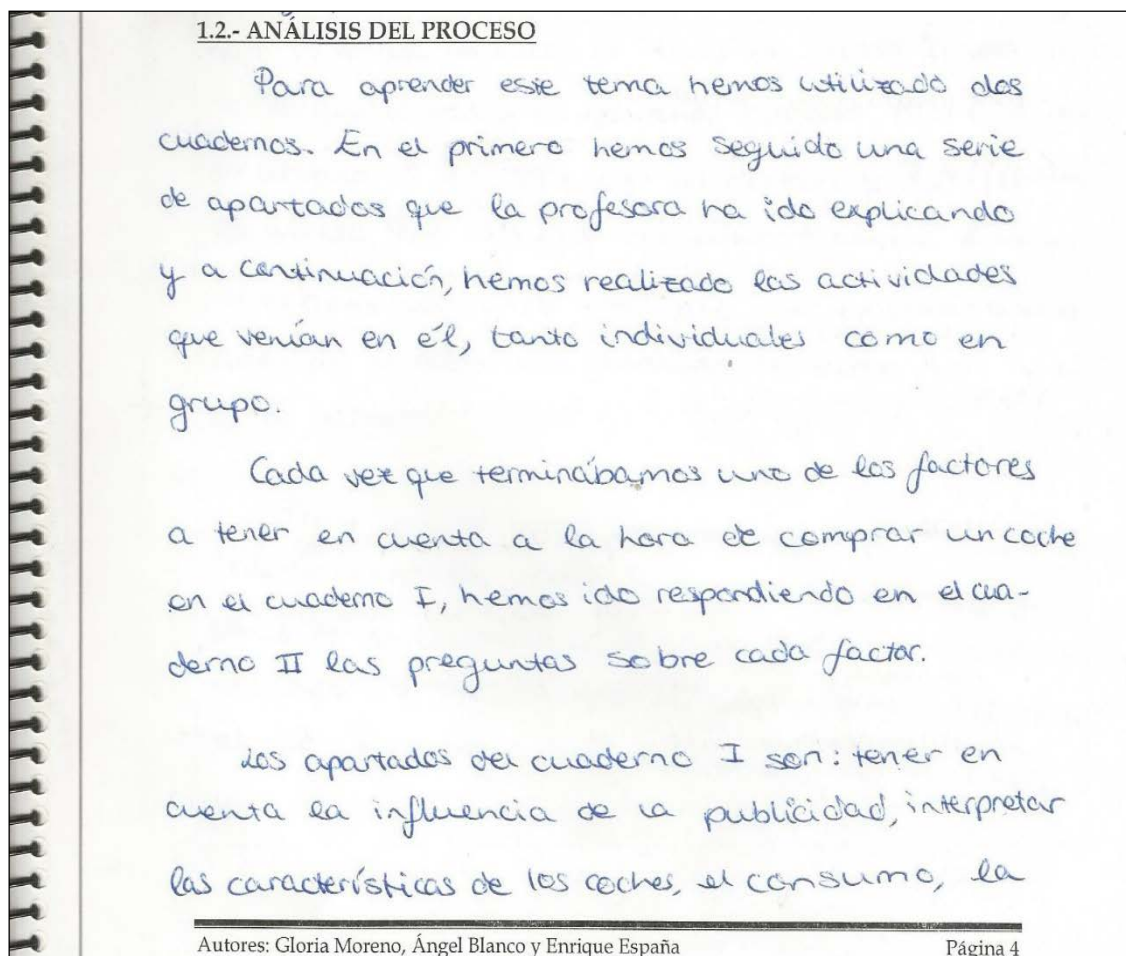 1.2.- ANÁLISIS DEL PROCESO
Para aprender este tema hemos utilizado dos
cuadernos. En el primero hemos seguido una serie
de apartados que la profesora ha ido explicando
y a continuación, hemos realizado las actividades
que venían en él, tanto individuales como en
grupo.
Cada vez que terminábamos uno de los factores
a tener en cuenta a la hora de comprar un coche
en el cuaderno I, hemos ido respondiendo en el cua-
derno II las preguntas sobre cada factor.
Los apartados del cuaderno I son: tener en
cuenta la influencia de la publicidad, interpretar
las características de los coches, el consumo, la
Autores: Gloria Moreno, Ángel Blanco y Enrique España
Página 4